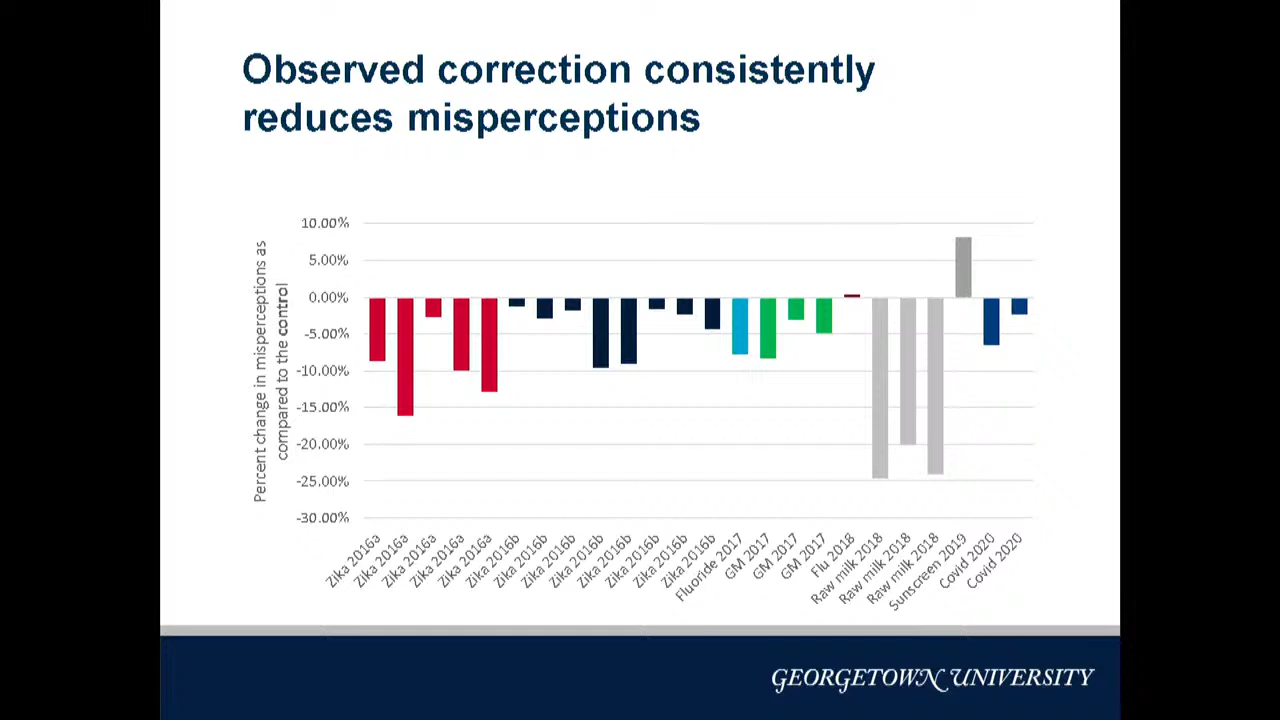 Observed correction consistently
reduces misperceptions
Percent change in misperceptions as
compared to the control
10.00%
5.00%
0.00%
-5.00%
-10.00%
-15.00%
-20.00%
-25.00%
-30.00%
Zika 2016a
Zika 2016a
Zika 2016a
Zika 2016a
Zika 2016a
Zika 2016b
Zika 2016b
Zika 2016b
Zika 2016b
Zika 2016b
Zika 2016b
Zika 2016b
Zika 2016b
Fluoride 2017
GM 2017
GM 2017
GM 2017
Flu 2018
Raw milk 2018
Raw milk 2018
Raw milk 2018
Sunscreen 2019
Covid 2020
Covid 2020
GEORGETOWN UNIVERSITY